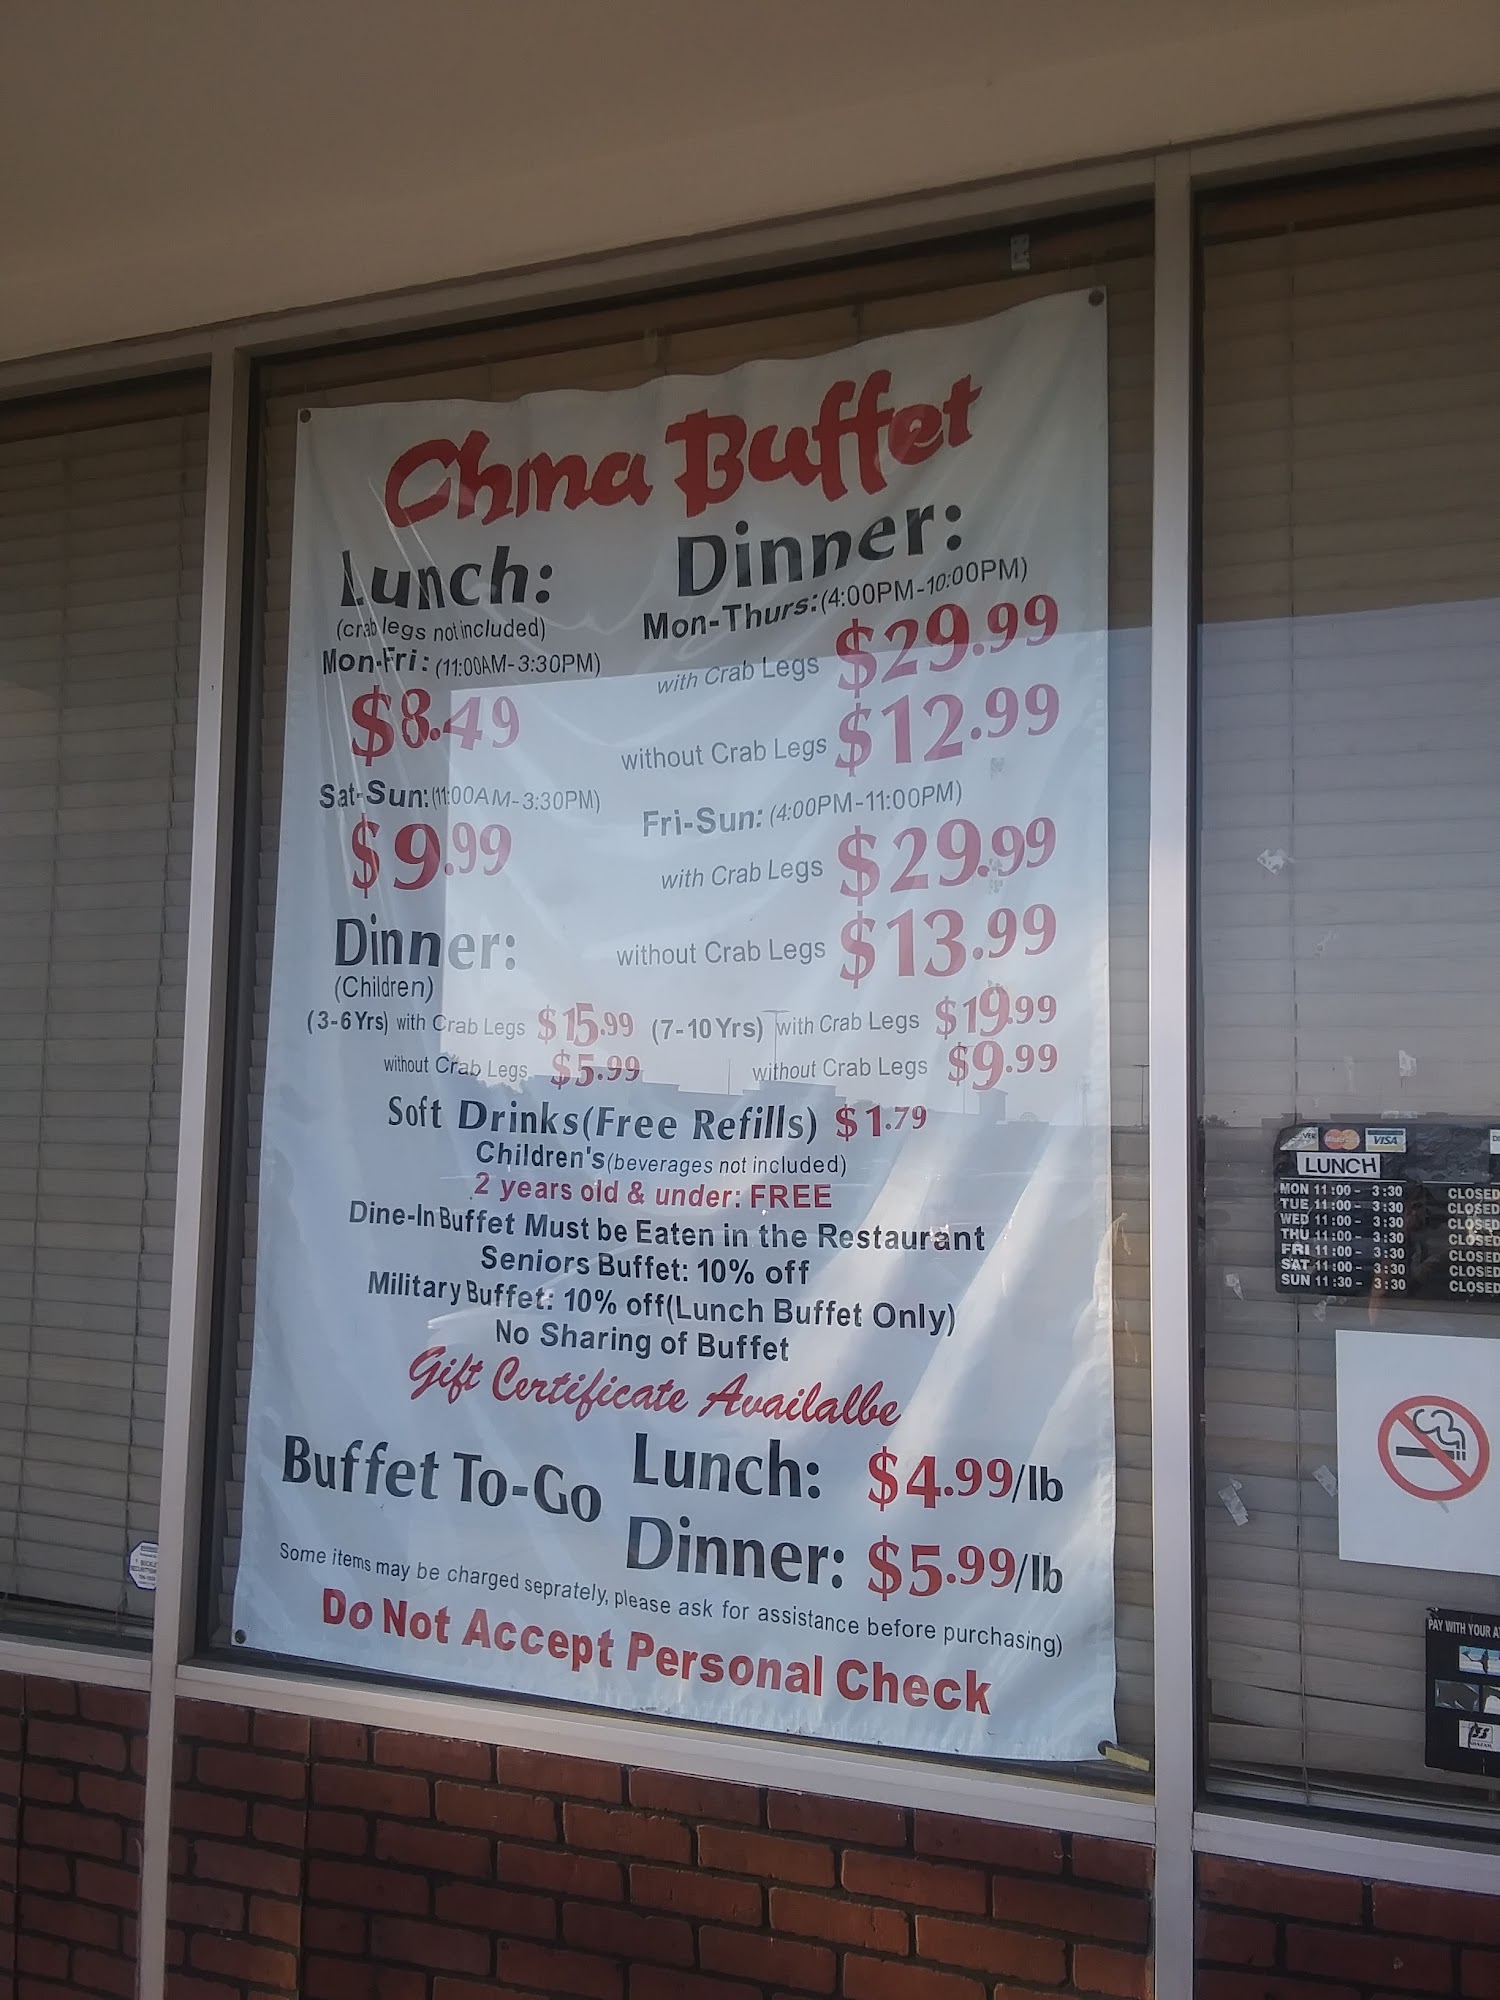 China Buffet
Lunch:
(crab legs not included)
Mon-Fri: (11:00AM-3:30PM)
$8.49
Sat-Sun: (11:00AM-3:30PM)
$9.99
Dinner:
Mon-Thurs: (4:00PM-10:00PM)
with Crab Legs $29.99
without Crab Legs $12.99
Fri-Sun: (4:00PM-11:00PM)
with Crab Legs $29.99
without Crab Legs $13.99
Dinner:
(Children)
(3-6 Yrs) with Crab Legs $15.99 (7-10 Yrs) with Crab Legs $19.99
without Crab Legs $5.99 without Crab Legs $9.99
Soft Drinks(Free Refills) $1.79
Children's(beverages not included)
2 years old & under: FREE
Dine-In Buffet Must be Eaten in the Restaurant
Seniors Buffet: 10% off
Military Buffet: 10% off(Lunch Buffet Only)
No Sharing of Buffet
Gift Certificate Availalbe
Buffet To-Go Lunch: $4.99/lb
Dinner: $5.99/lb
Some items may be charged seprately, please ask for assistance before purchasing)
Do Not Accept Personal Check
MasterCard VISA
LUNCH
MON 11:00 - 3:30 CLOSED
TUE 11:00 - 3:30 CLOSED
WED 11:00 - 3:30 CLOSED
THU 11:00 - 3:30 CLOSED
FRI 11:00 - 3:30 CLOSED
SAT 11:00 - 3:30 CLOSED
SUN 11:30 - 3:30 CLOSED
PAY WITH YOUR